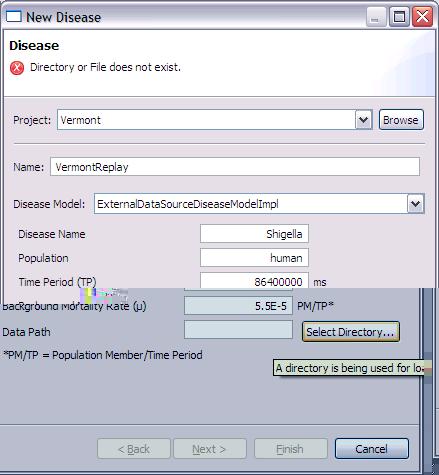 New Disease
Disease
Directory or File does not exist.
Project: Vermont Browse
Name: VermontReplay
Disease Model: ExternalDataSourceDiseaseModelImpl
Disease Name Shigella
Population human
Time Period (TP) 86400000 ms
Background Mortality Rate (μ) 5.5E-5 PM/TP*
Data Path Select Directory...
*PM/TP = Population Member/Time Period
A directory is being used for lo
< Back Next > Finish Cancel